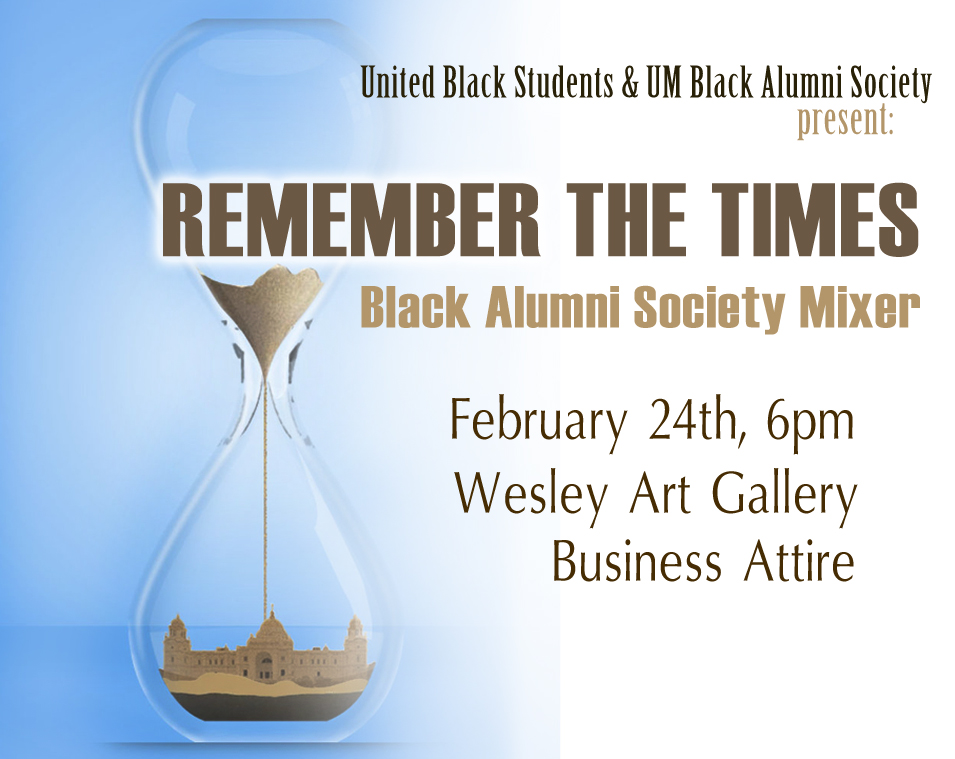 United Black Students & UM Black Alumni Society
present:
REMEMBER THE TIMES
Black Alumni Society Mixer
February 24th, 6pm
Wesley Art Gallery
Business Attire